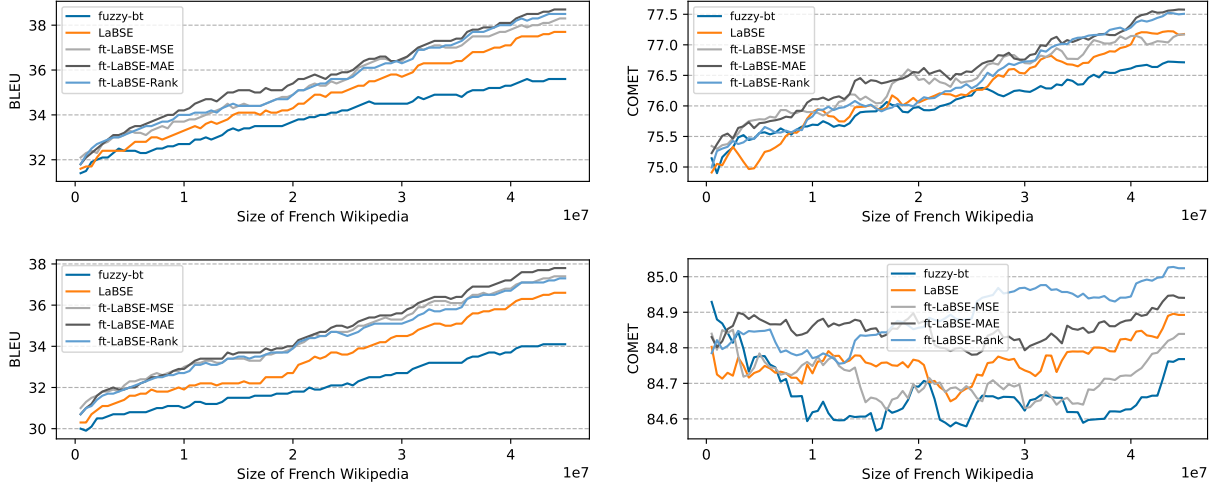 38
36
34
32
BLEU
fuzzy-bt
LaBSE
ft-LaBSE-MSE
ft-LaBSE-MAE
ft-LaBSE-Rank
0
1
2
3
4
1e7
Size of French Wikipedia
77.5
77.0
76.5
76.0
75.5
75.0
COMET
fuzzy-bt
LaBSE
ft-LaBSE-MSE
ft-LaBSE-MAE
ft-LaBSE-Rank
0
1
2
3
4
1e7
Size of French Wikipedia
38
36
34
32
30
BLEU
fuzzy-bt
LaBSE
ft-LaBSE-MSE
ft-LaBSE-MAE
ft-LaBSE-Rank
0
1
2
3
4
1e7
Size of French Wikipedia
85.0
84.9
84.8
84.7
84.6
COMET
fuzzy-bt
LaBSE
ft-LaBSE-MSE
ft-LaBSE-MAE
ft-LaBSE-Rank
0
1
2
3
4
1e7
Size of French Wikipedia